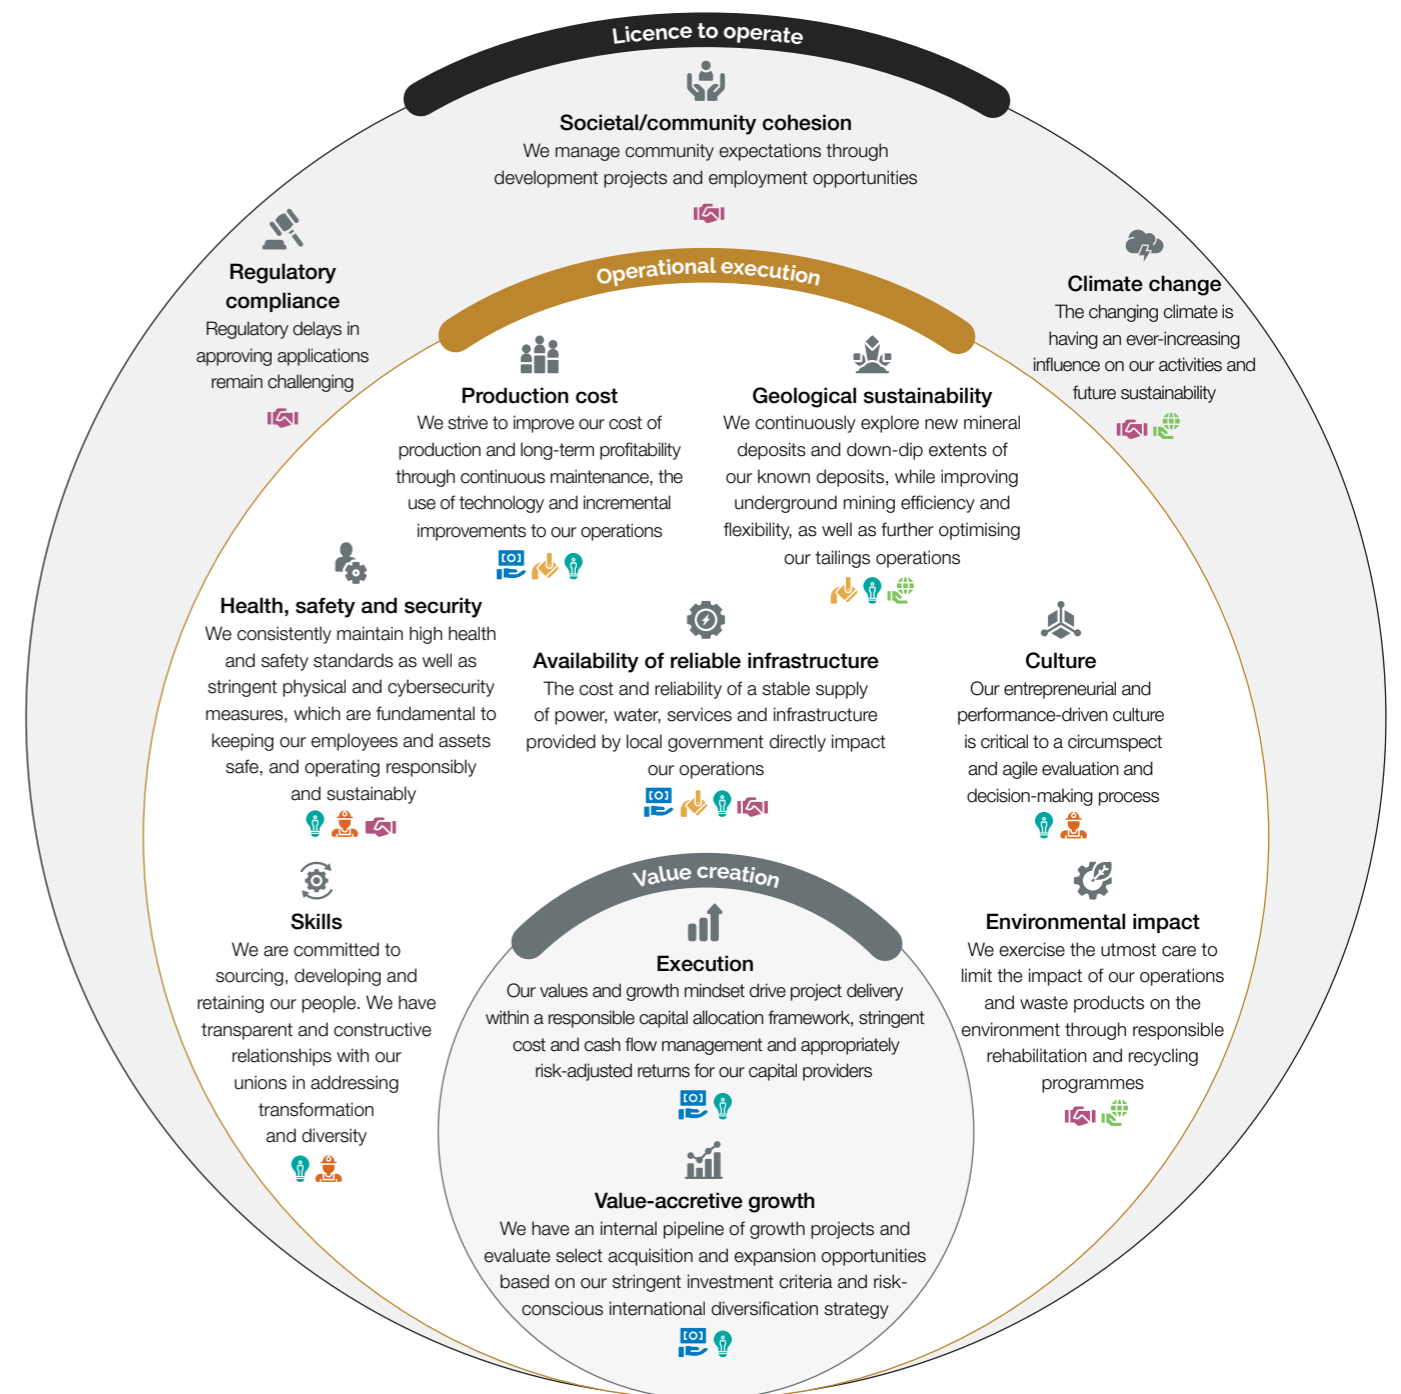 Licence to operate
Societal/community cohesion
We manage community expectations through
development projects and employment opportunities
Regulatory
compliance
Regulatory delays in
approving applications
remain challenging
Climate change
The changing climate is
having an ever-increasing
influence on our activities and
future sustainability
Operational execution
Production cost
We strive to improve our cost of
production and long-term profitability
through continuous maintenance, the
use of technology and incremental
improvements to our operations
Geological sustainability
We continuously explore new mineral
deposits and down-dip extents of
our known deposits, while improving
underground mining efficiency and
flexibility, as well as further optimising
our tailings operations
Health, safety and security
We consistently maintain high health
and safety standards as well as
stringent physical and cybersecurity
measures, which are fundamental to
keeping our employees and assets
safe, and operating responsibly
and sustainably
Availability of reliable infrastructure
The cost and reliability of a stable supply
of power, water, services and infrastructure
provided by local government directly impact
our operations
Culture
Our entrepreneurial and
performance-driven culture
is critical to a circumspect
and agile evaluation and
decision-making process
Skills
We are committed to
sourcing, developing and
retaining our people. We have
transparent and constructive
relationships with our
unions in addressing
transformation
and diversity
Value creation
Execution
Our values and growth mindset drive project delivery
within a responsible capital allocation framework, stringent
cost and cash flow management and appropriately
risk-adjusted returns for our capital providers
Environmental impact
We exercise the utmost care to
limit the impact of our operations
and waste products on the
environment through responsible
rehabilitation and recycling
programmes
Value-accretive growth
We have an internal pipeline of growth projects and
evaluate select acquisition and expansion opportunities
based on our stringent investment criteria and risk-
conscious international diversification strategy